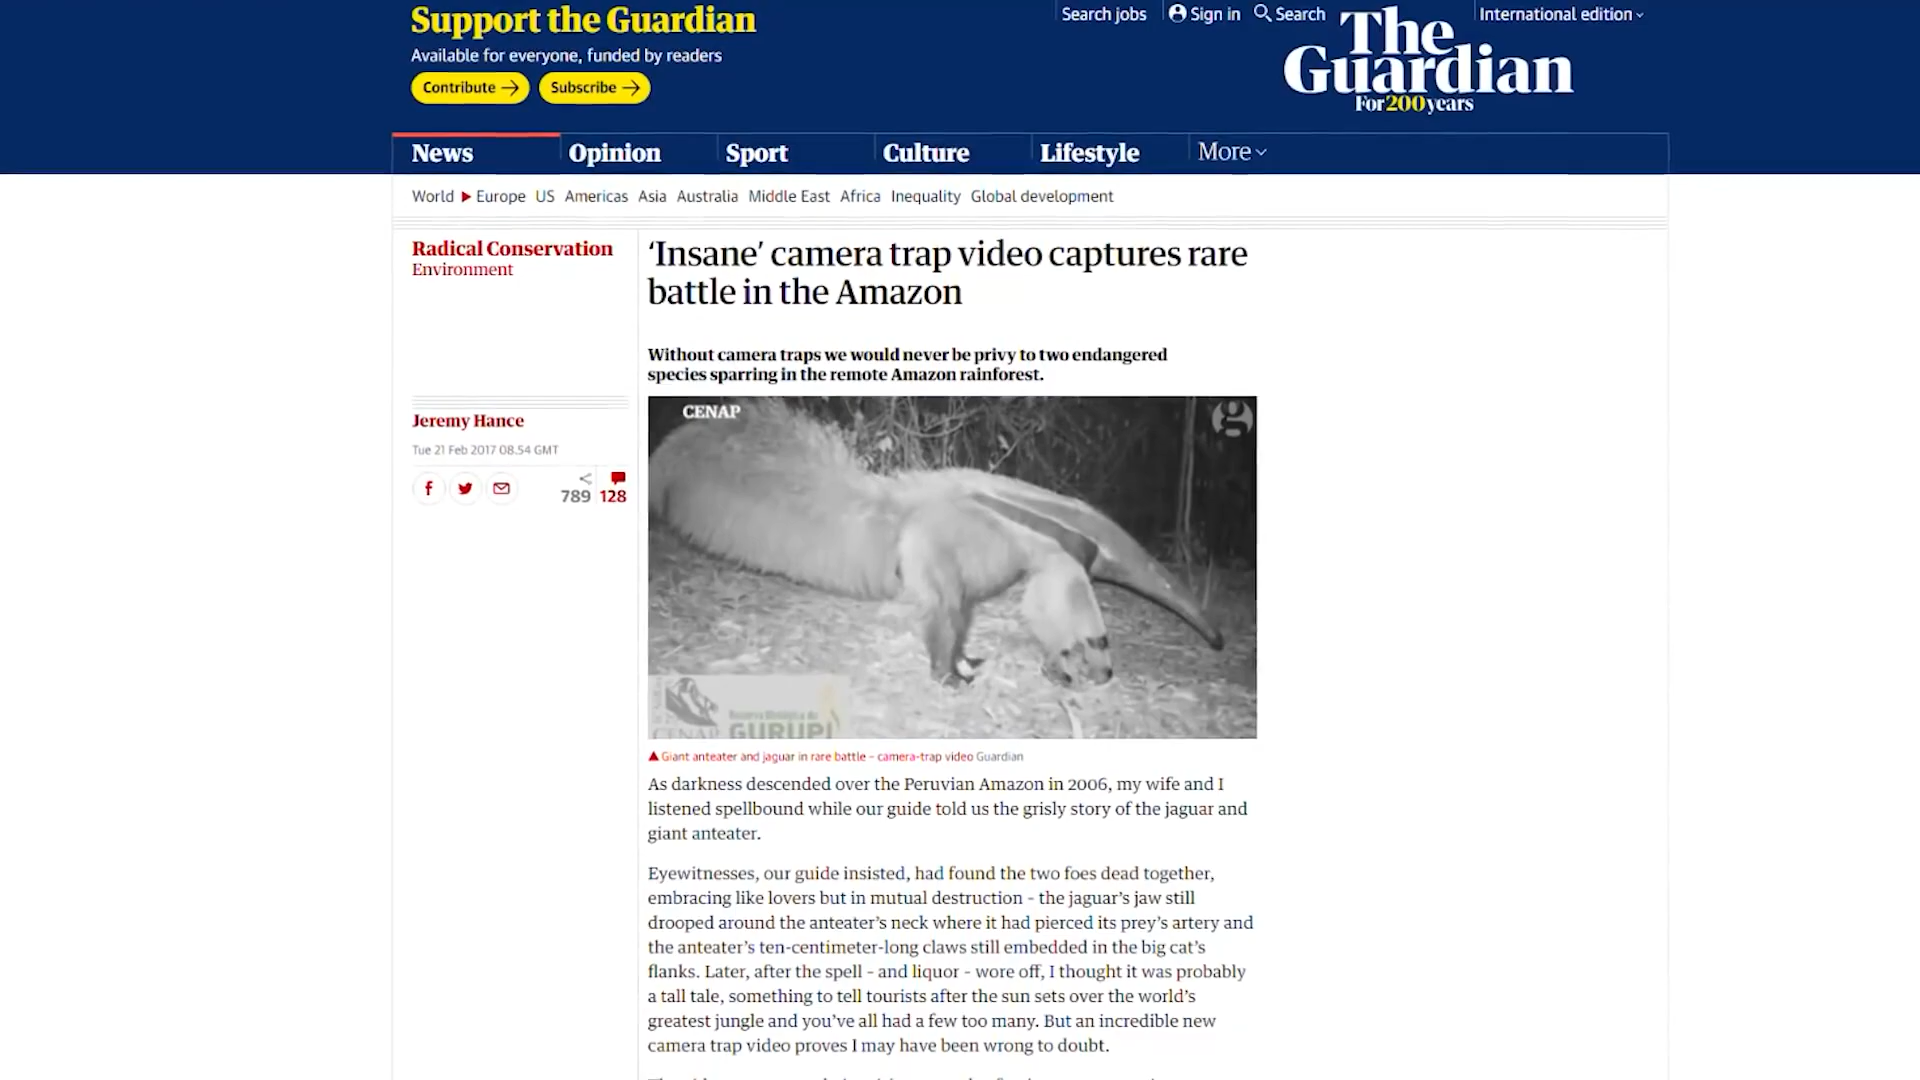 Support the Guardian
Available for everyone, funded by readers
Contribute
Subscribe
Search jobs
Sign in
Search
International edition
The
Guardian
For 200 years
News
Opinion
Sport
Culture
Lifestyle
More
World
Europe
US
Americas
Asia
Australia
Middle East
Africa
Inequality
Global development
Radical Conservation
Environment
‘Insane’ camera trap video captures rare
battle in the Amazon
Without camera traps we would never be privy to two endangered
species sparring in the remote Amazon rainforest.
Jeremy Hance
Tue 21 Feb 2017 08.54 GMT
789
128
CENAP
CENAP
GURUPI
Giant anteater and jaguar in rare battle - camera-trap video Guardian
As darkness descended over the Peruvian Amazon in 2006, my wife and I
listened spellbound while our guide told us the grisly story of the jaguar and
giant anteater.
Eyewitnesses, our guide insisted, had found the two foes dead together,
embracing like lovers but in mutual destruction - the jaguar’s jaw still
drooped around the anteater’s neck where it had pierced its prey’s artery and
the anteater’s ten-centimeter-long claws still embedded in the big cat’s
flanks. Later, after the spell - and liquor - wore off, I thought it was probably
a tall tale, something to tell tourists after the sun sets over the world’s
greatest jungle and you’ve all had a few too many. But an incredible new
camera trap video proves I may have been wrong to doubt.